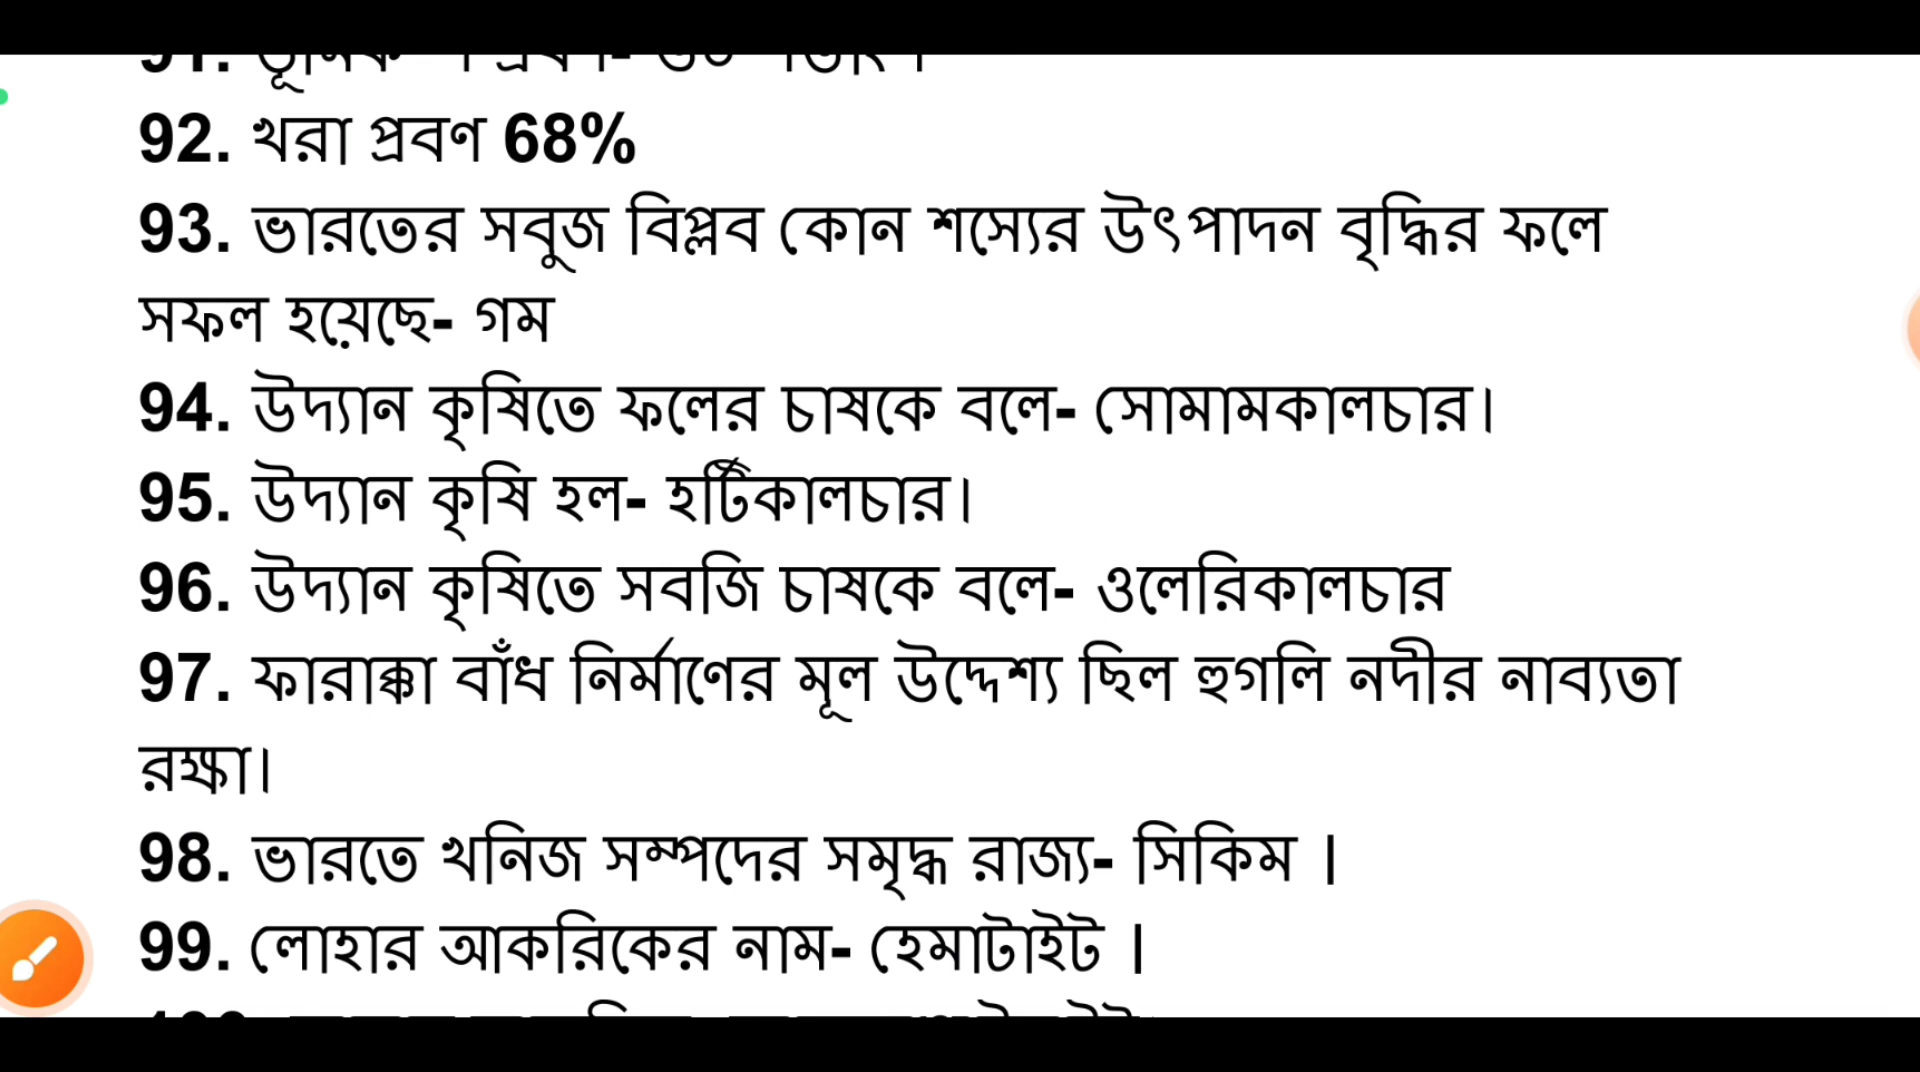 92. খরা প্রবণ 68%
93. ভারতের সবুজ বিপ্লব কোন শস্যের উৎপাদন বৃদ্ধির ফলে
সফল হয়েছে- গম
94. উদ্যান কৃষিতে ফলের চাষকে বলে- সোমামকালচার।
95. উদ্যান কৃষি হল- হর্টিকালচার।
96. উদ্যান কৃষিতে সবজি চাষকে বলে- ওলেরিকালচার
97. ফারাক্কা বাঁধ নির্মাণের মূল উদ্দেশ্য ছিল হুগলি নদীর নাব্যতা
রক্ষা।
98. ভারতে খনিজ সম্পদের সমৃদ্ধ রাজ্য- সিকিম ।
99. লোহার আকরিকের নাম- হেমাটাইট ।